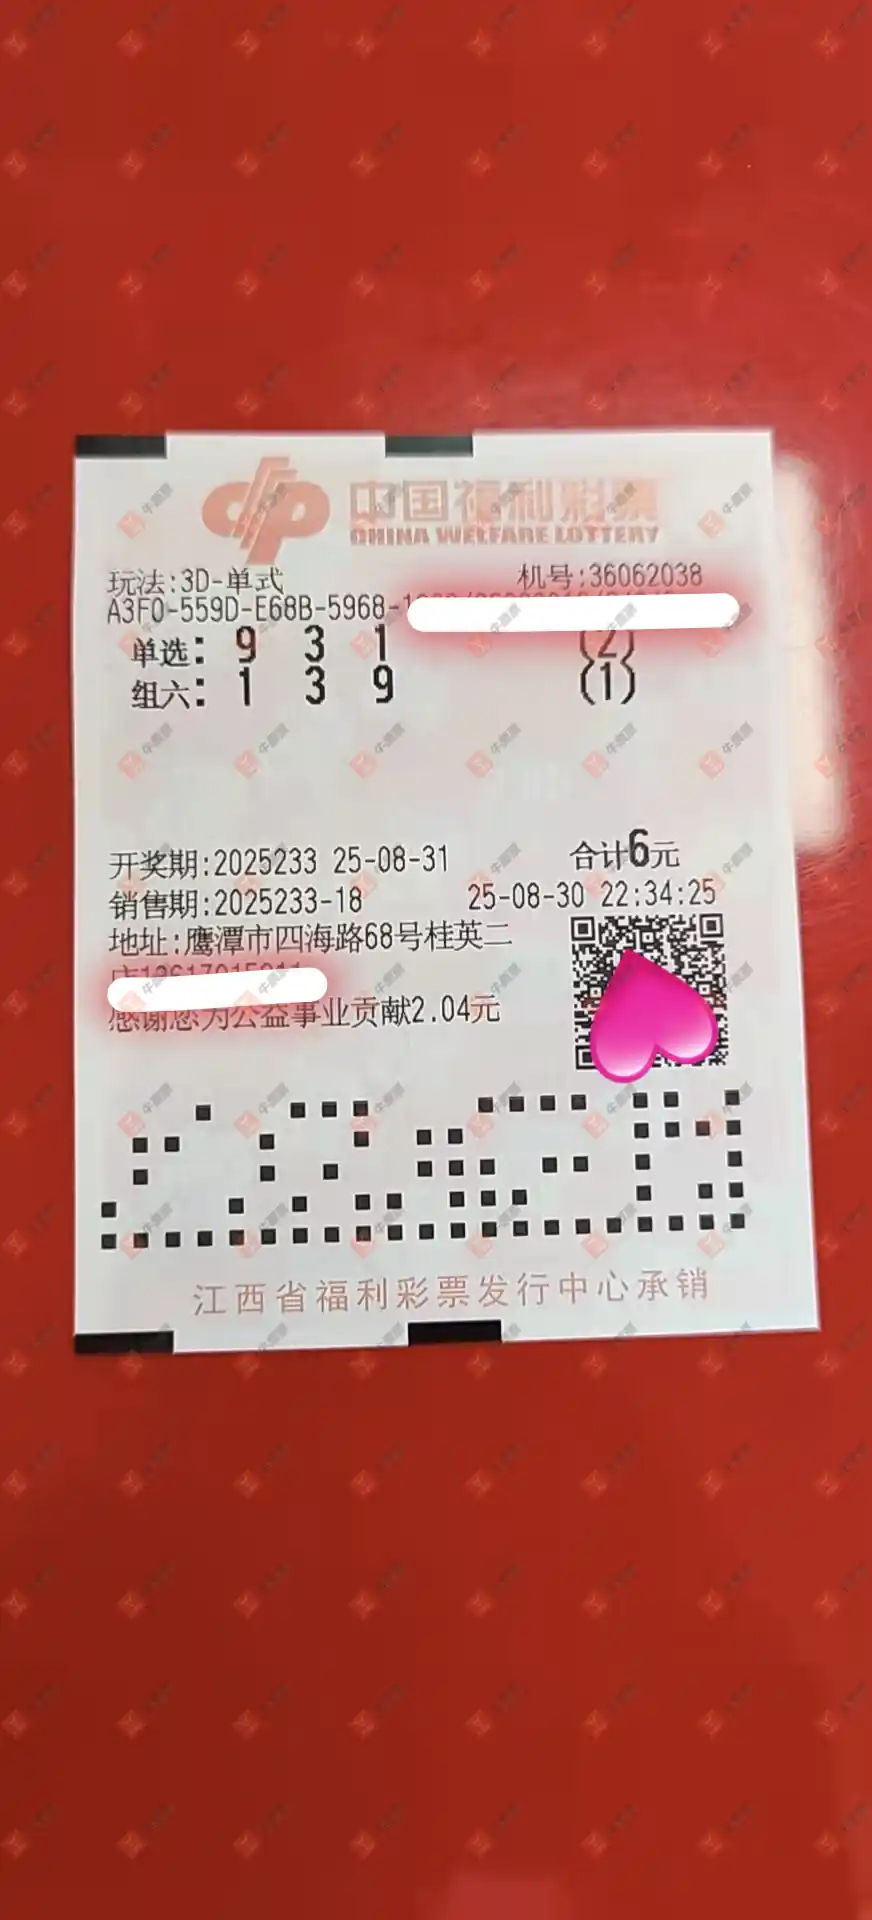 中国福利彩票
CHINA WELFARE LOTTERY
玩法:3D-单式 机号:36062038
A3F0-559D-E68B-5968-
单选: 9 3 1 (2)
组六: 1 3 9 (1)
开奖期:2025233 25-08-31 合计6元
销售期:2025233-18 25-08-30 22:34:25
地址:鹰潭市四海路68号桂英二
感谢您为公益事业贡献2.04元
江西省福利彩票发行中心承销